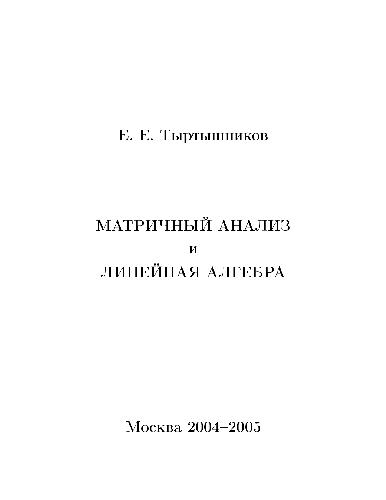 Е. Е. Тыртышников
МАТРИЧНЫЙ АНАЛИЗ
и
ЛИНЕЙНАЯ АЛГЕБРА
Москва 2004–2005